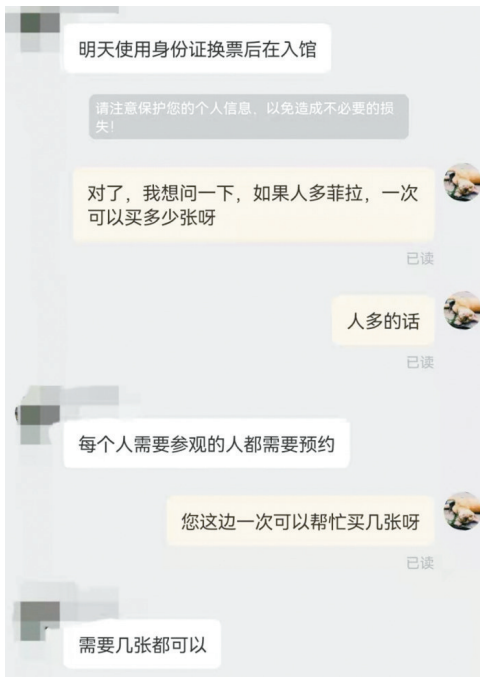 明天使用身份证换票后在入馆
请注意保护您的个人信息，以免造成不必要的损
失！
对了，我想问一下，如果人多菲拉，一次
可以买多少张呀
已读
人多的话
已读
每个人需要参观的人都需要预约
您这边一次可以帮忙买几张呀
已读
需要几张都可以